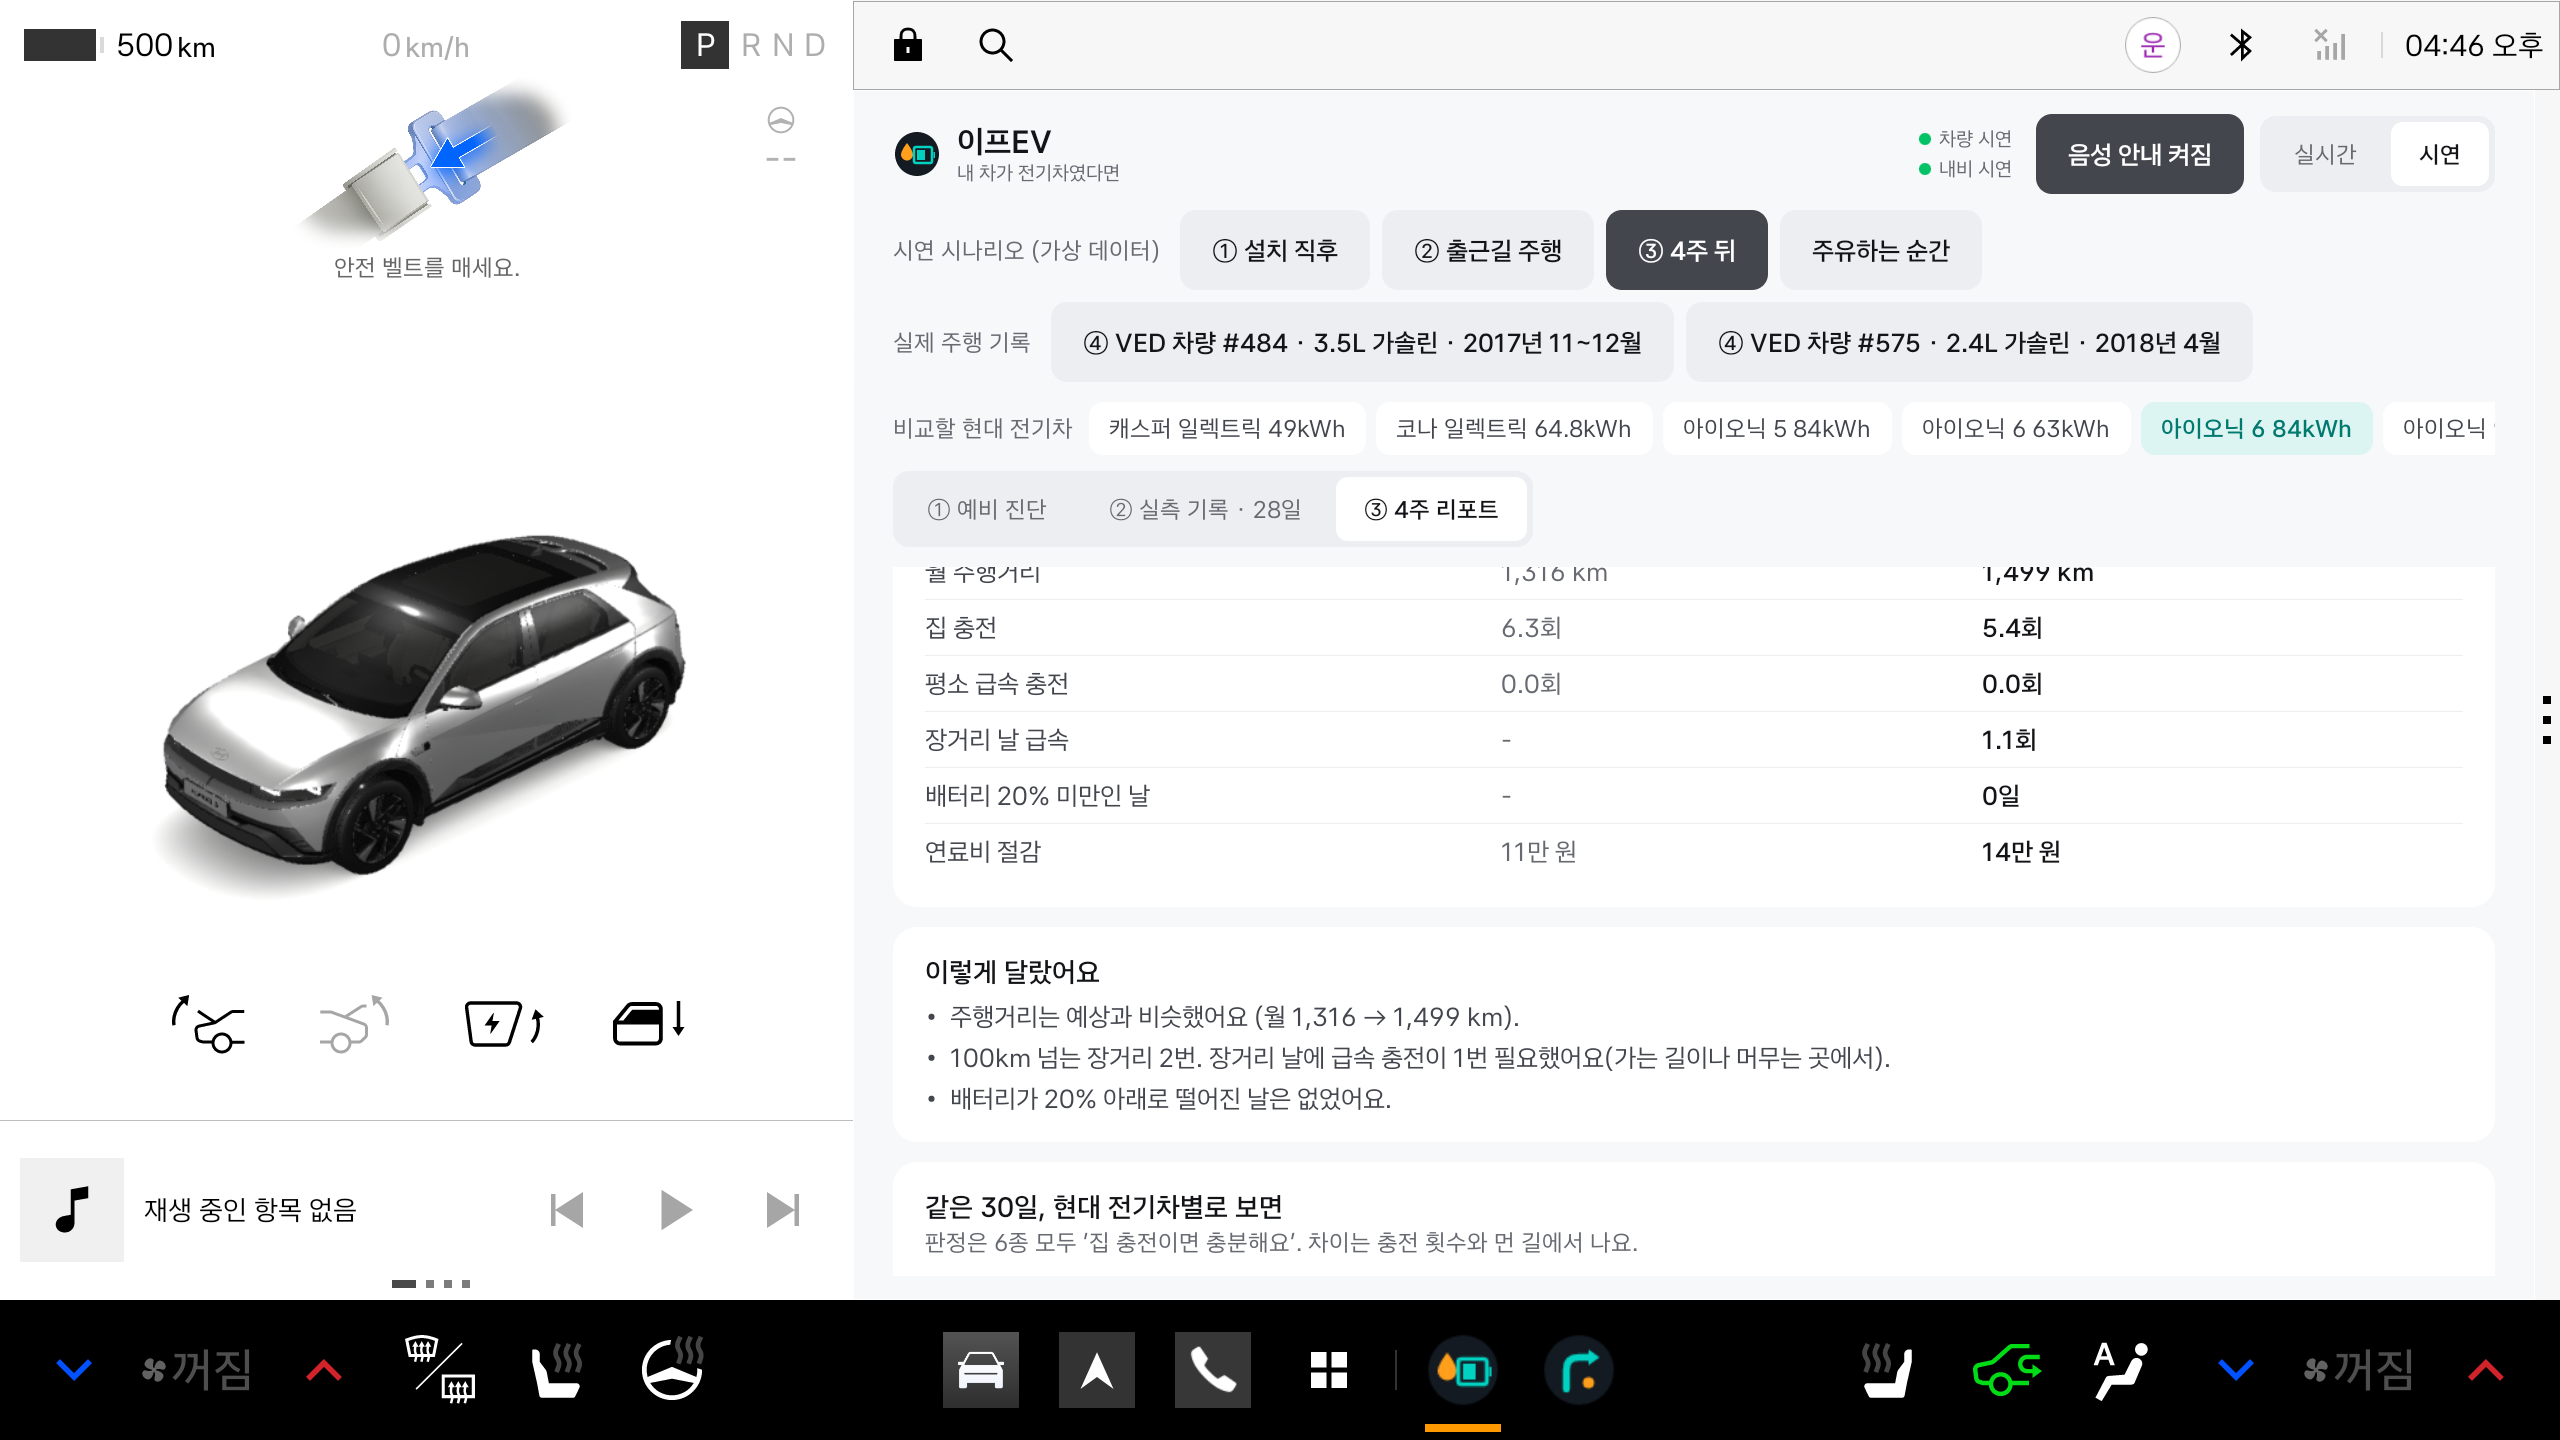 500 km
0 km/h
P R N D
안전 벨트를 매세요.
재생 중인 항목 없음
운
04:46 오후
이프EV
내 차가 전기차였다면
차량 시연
내비 시연
음성 안내 켜짐
실시간
시연
시연 시나리오 (가상 데이터)
① 설치 직후
② 출근길 주행
③ 4주 뒤
주유하는 순간
실제 주행 기록
④ VED 차량 #484 · 3.5L 가솔린 · 2017년 11~12월
④ VED 차량 #575 · 2.4L 가솔린 · 2018년 4월
비교할 현대 전기차
캐스퍼 일렉트릭 49kWh
코나 일렉트릭 64.8kWh
아이오닉 5 84kWh
아이오닉 6 63kWh
아이오닉 6 84kWh
아이오닉
① 예비 진단
② 실측 기록 · 28일
③ 4주 리포트
월 주행거리 1,316 km 1,499 km
집 충전 6.3회 5.4회
평소 급속 충전 0.0회 0.0회
장거리 날 급속 - 1.1회
배터리 20% 미만인 날 - 0일
연료비 절감 11만 원 14만 원
이렇게 달랐어요
• 주행거리는 예상과 비슷했어요 (월 1,316 → 1,499 km).
• 100km 넘는 장거리 2번. 장거리 날에 급속 충전이 1번 필요했어요(가는 길이나 머무는 곳에서).
• 배터리가 20% 아래로 떨어진 날은 없었어요.
같은 30일, 현대 전기차별로 보면
판정은 6종 모두 '집 충전이면 충분해요'. 차이는 충전 횟수와 먼 길에서 나요.
꺼짐
A
꺼짐